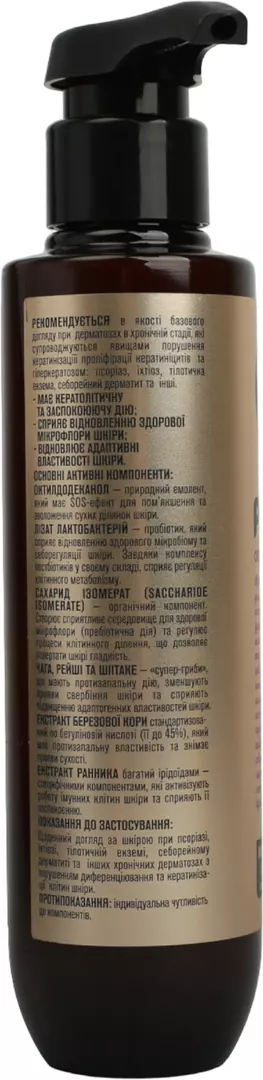 РЕКОМЕНДУЄТЬСЯ в якості базового
догляду при дерматозах в хронічній стадії, які
супроводжуються явищами порушення
кератинізації проліфірації кератиніцитів та
гіперкератозом: псоріаз, іхтіоз, тілотична
екзема, себорейний дерматит та інші.
- МАЄ КЕРАТОЛІТИЧНУ
ТА ЗАСПОКОЮЮЧУ ДІЮ;
- СПРИЯЄ ВІДНОВЛЕННЮ ЗДОРОВОЇ
МІКРОФЛОРИ ШКІРИ;
- ВІДНОВЛЮЄ АДАПТИВНІ
ВЛАСТИВОСТІ ШКІРИ.
ОСНОВНІ АКТИВНІ КОМПОНЕНТИ:
ОКТИЛДОДЕКАНОЛ – природний емолент,
який має SOS-ефект для пом'якшення та
зволоження сухих ділянок шкіри.
ЛІЗАТ ЛАКТОБАКТЕРІЙ – пробіотик, який
сприяє відновленню здорового мікробіому та
себорегуляції шкіри. Завдяки комплексу
постбіотиків у своєму складі, сприяє регуляції
клітинного метаболізму.
САХАРИД ІЗОМЕРАТ (SACCHARIDE
ISOMERATE) – органічний компонент.
Створює сприятливе середовище для здорової
мікрофлори (пребіотична дія) та регулює
процеси клітинного ділення, що дозволяє
повертати шкірі гладкість.
ЧАГА, РЕЙШІ ТА ШІІТАКЕ – «супер-гриби»,
що мають протизапальну дію, зменшують
прояви свербіння шкіри та сприяють
підвищенню адаптогенних властивостей шкіри.
ЕКСТРАКТ БЕРЕЗОВОЇ КОРИ стандартизова-
ний по бетуліновій кислоті (її до 45%), який
має протизапальну властивість та знімає
прояви сухості.
ЕКСТРАКТ РАННИКА багатий ірідоїдами –
специфічними компонентами, які активізують
роботу імунних клітин шкіри та сприяють її
заспокоєнню.
ПОКАЗАННЯ ДО ЗАСТОСУВАННЯ:
Щоденний догляд за шкірою при псоріазі,
іхтіозі, тілотичній екземі, себорейному
дерматиті та інших хронічних дерматозах з
порушенням диференціювання та кератиніза-
ції клітин шкіри.
ПРОТИПОКАЗАННЯ: індивідуальна чутливість
до компонентів.